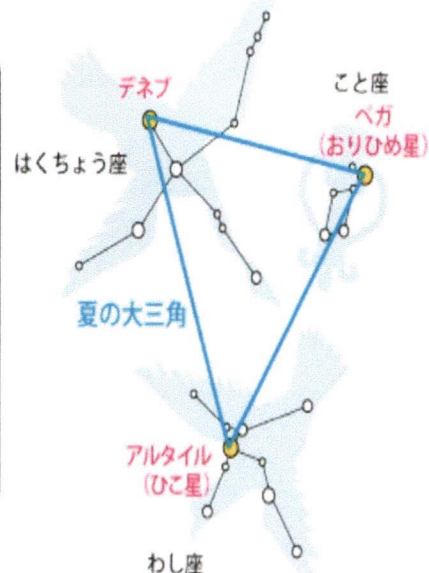 デネブ
こと座
ベガ
(おりひめ星)
はくちょう座
夏の大三角
アルタイル
(ひこ星)
わし座